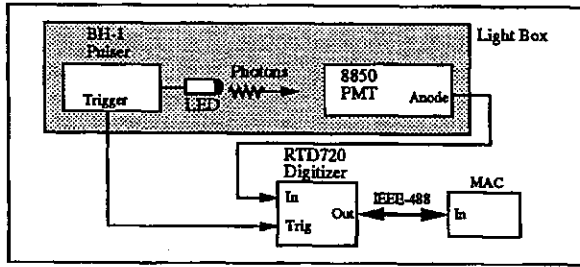 BH-1
Pulser
Trigger
LED
Photons
8850
PMT
Anode
Light Box
RTD720
Digitizer
In
Trig
Out
IEEE-488
MAC
In